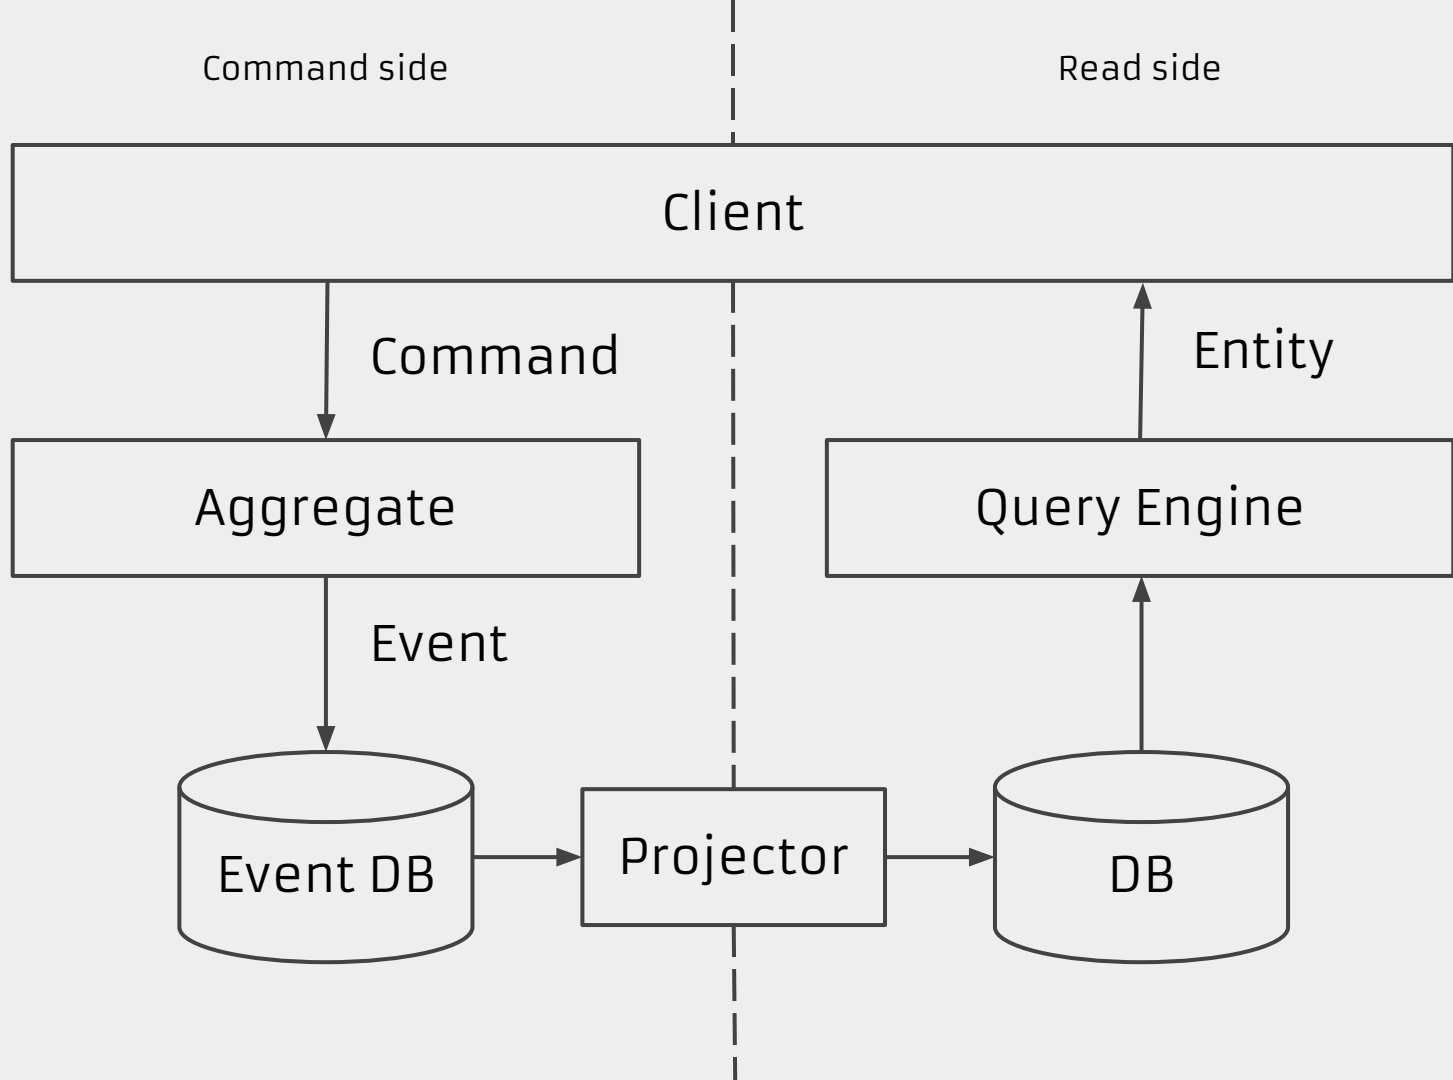 Command side
Read side
Client
Command
Entity
Aggregate
Query Engine
Event
Event DB
Projector
DB